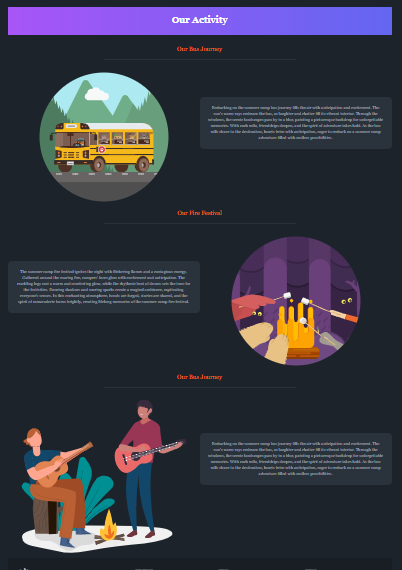 Our Activity
Our Bus Journey
Embarking on the summer camp bus journey fills the air with anticipation and excitement. The
sun's warm rays embrace the bus, as laughter and chatter fill its vibrant interior. Through the
windows, the scenic landscape passes by in a blur, painting a picturesque backdrop for unforgettable
memories. With each mile, friendships deepen, and the spirit of adventure takes hold. As the bus
rolls closer to the destination, hearts brim with anticipation, eager to embark on a summer camp
adventure filled with endless possibilities.
Our Fire Festival
The summer camp fire festival ignites the night with flickering flames and a contagious energy.
Gathered around the roaring fire, campers' faces glow with excitement and anticipation. The
crackling logs cast a warm and comforting glow, while the rhythmic beat of drums sets the tone for
the festivities. Dancing shadows and soaring sparks create a magical ambiance, captivating
everyone's senses. In this enchanting atmosphere, bonds are forged, stories are shared, and the
spirit of camaraderie burns brightly, creating lifelong memories of the summer camp fire festival.
Our Bus Journey
Embarking on the summer camp bus journey fills the air with anticipation and excitement. The
sun's warm rays embrace the bus, as laughter and chatter fill its vibrant interior. Through the
windows, the scenic landscape passes by in a blur, painting a picturesque backdrop for unforgettable
memories. With each mile, friendships deepen, and the spirit of adventure takes hold. As the bus
rolls closer to the destination, hearts brim with anticipation, eager to embark on a summer camp
adventure filled with endless possibilities.